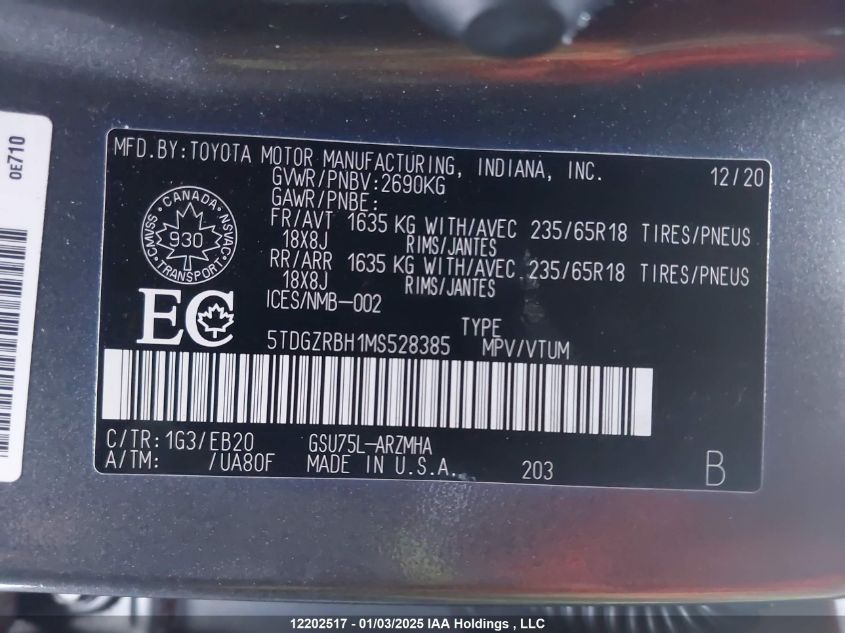 0E710
MFD.BY:TOYOTA MOTOR MANUFACTURING, INDIANA, INC. 12/20
GVWR/PNBV:2690KG
GAWR/PNBE:
FR/AVT 1635 KG WITH/AVEC 235/65R18 TIRES/PNEUS
18X8J RIMS/JANTES
RR/ARR 1635 KG WITH/AVEC 235/65R18 TIRES/PNEUS
18X8J RIMS/JANTES
ICES/NMB-002
CANADA
CMVSS NSVAC
930
TRANSPORT
EC
TYPE
5TDGZRBH1MS528385 MPV/VTUM
C/TR: 1G3/EB20 GSU75L-ARZMHA
A/TM: /UA80F MADE IN U.S.A. 203 B
12202517 - 01/03/2025 IAA Holdings, LLC